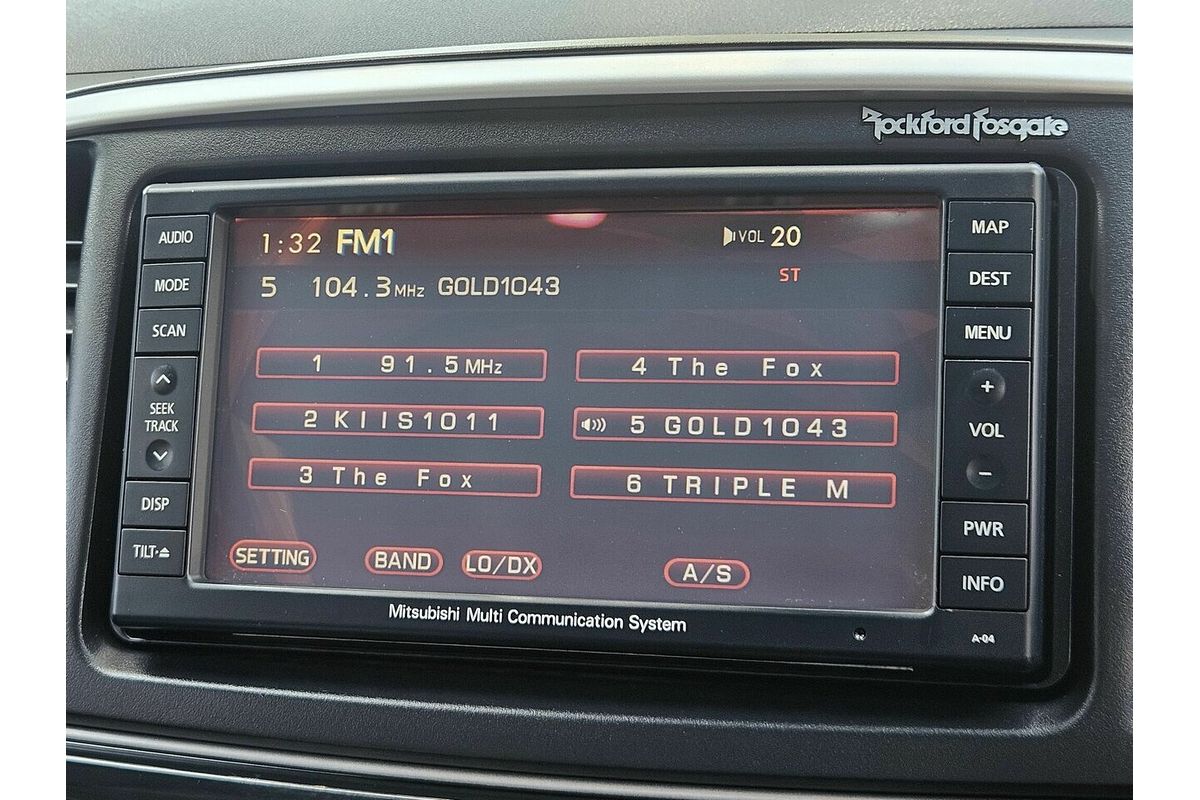 Rockford Fosgate
AUDIO
MODE
SCAN
SEEK
TRACK
DISP
TILT·⏏
1:32 FM1
VOL 20
5 104.3MHz GOLD1043
ST
1 91.5MHz
2 KIIS1011
3 The Fox
4 The Fox
5 GOLD1043
6 TRIPLE M
SETTING
BAND
LO/DX
A/S
MAP
DEST
MENU
+
VOL
−
PWR
INFO
Mitsubishi Multi Communication System
A-04